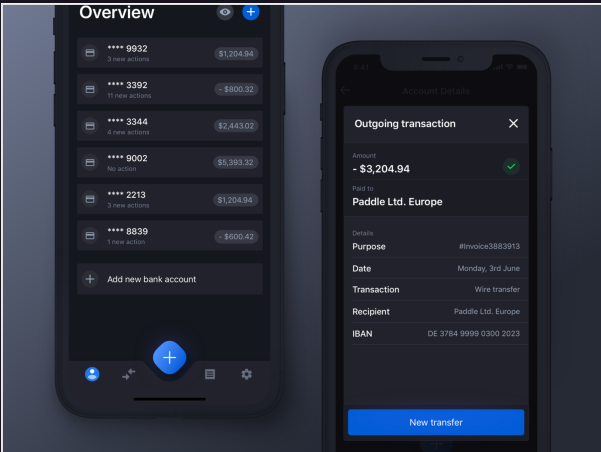 Overview
**** 9932
3 new actions
$1,204.94
**** 3392
11 new actions
- $800.32
**** 3344
4 new actions
$2,443.02
**** 9002
No action
$5,393.32
**** 2213
3 new actions
$1,204.94
**** 8839
1 new action
- $600.42
Add new bank account
9:41
Account Details
Outgoing transaction
Amount
- $3,204.94
Paid to
Paddle Ltd. Europe
Details
Purpose #Invoice3883913
Date Monday, 3rd June
Transaction Wire transfer
Recipient Paddle Ltd. Europe
IBAN DE 3784 9999 0300 2023
New transfer